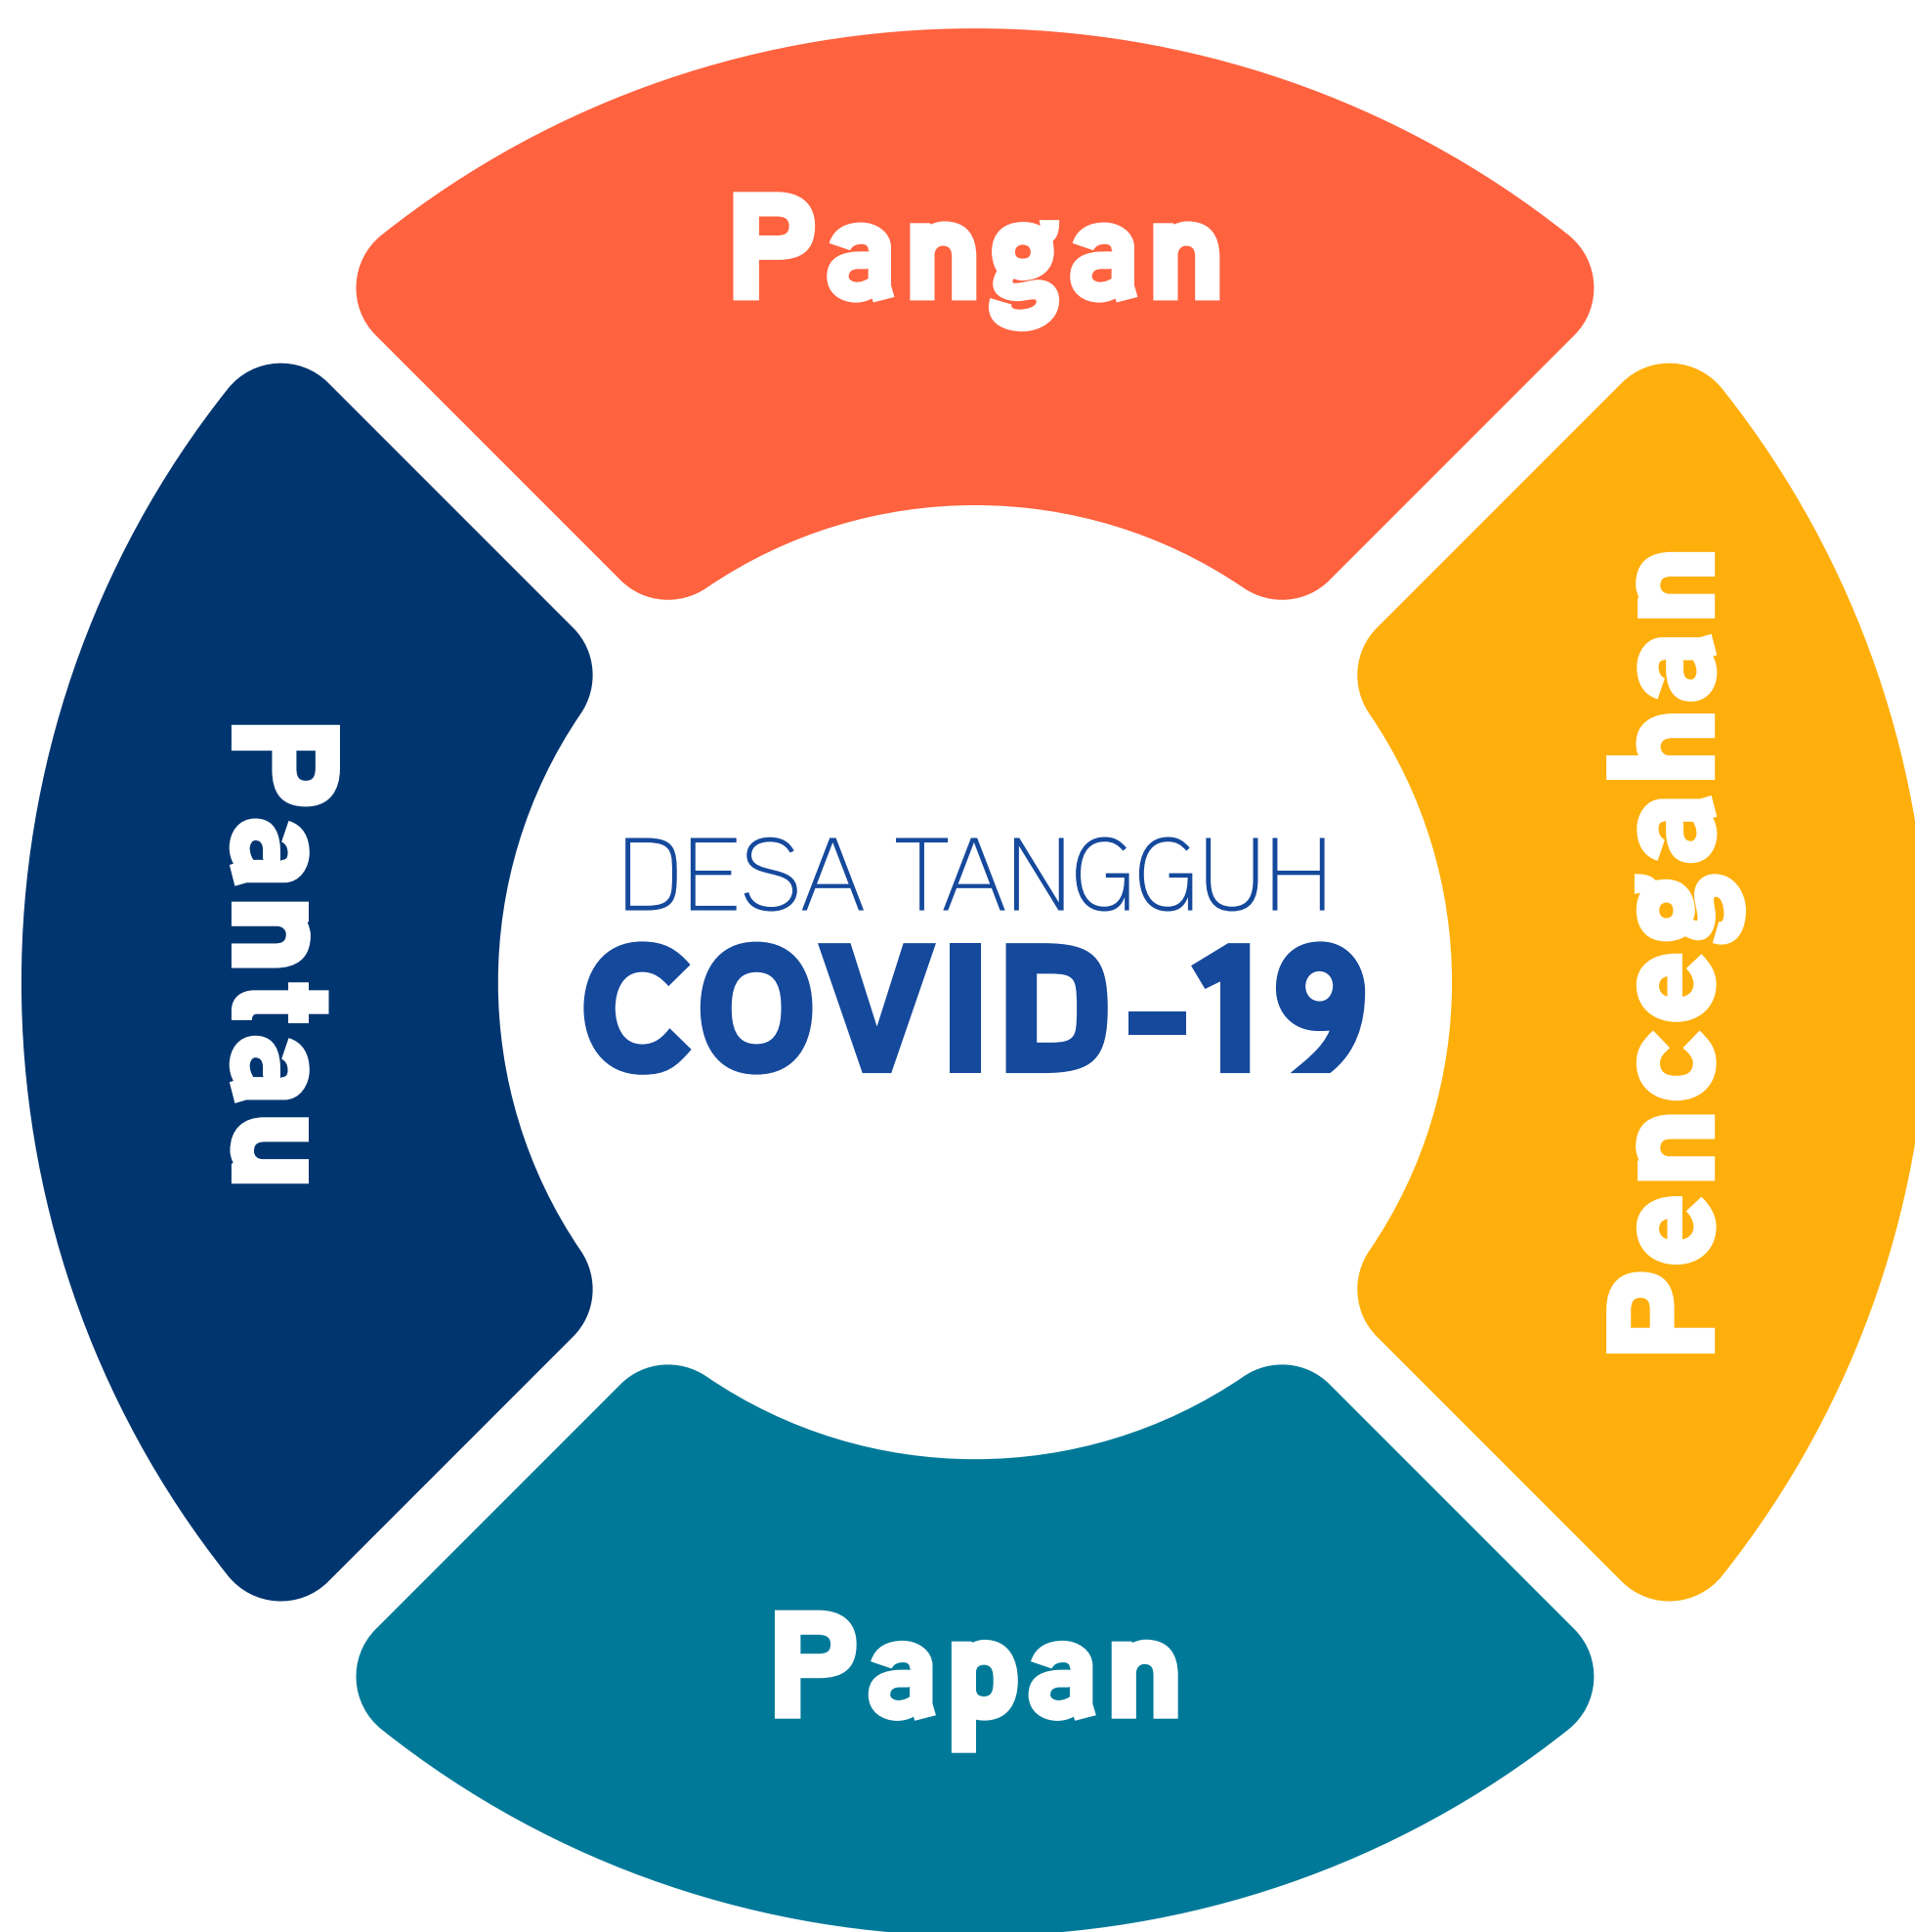 Pangan
Pantau
DESA TANGGUH
COVID-19
Pencegahan
Papan